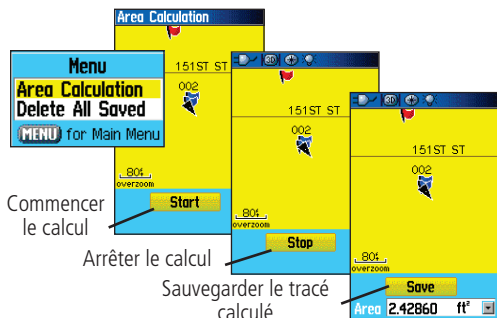 Area Calculation
151ST ST
002
80ft
overzoom
Start
Menu
Area Calculation
Delete All Saved
MENU for Main Menu
Commencer
le calcul
3D
151ST ST
002
80ft
overzoom
Stop
Arrêter le calcul
3D
151ST ST
002
80ft
overzoom
Save
Area 2.42860 ft²
Sauvegarder le tracé
calculé